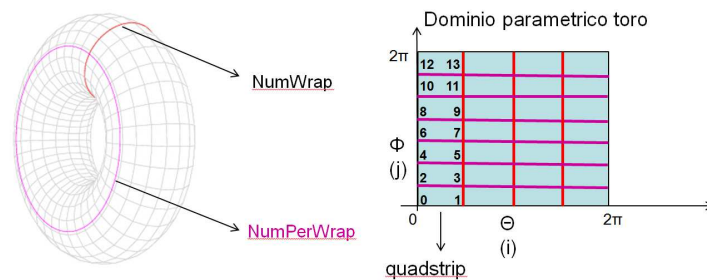 Dominio parametrico toro
NumWrap
NumPerWrap
2π
12 13
10 11
8 9
6 7
4 5
2 3
0 1
Φ
(j)
0
Θ
2π
(i)
quadstrip